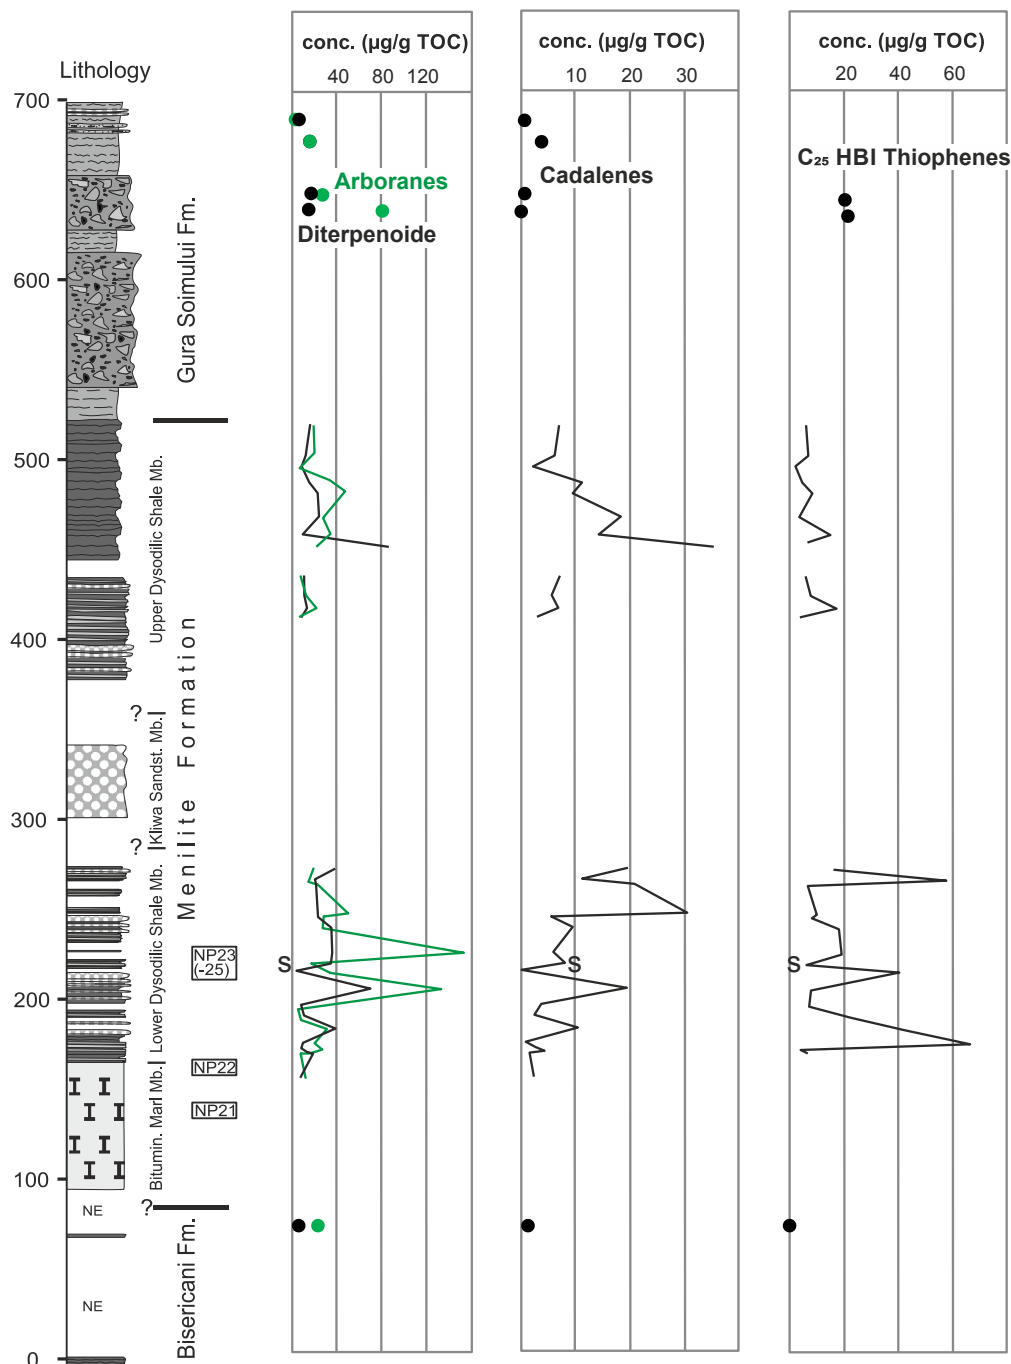 conc. (µg/g TOC)
conc. (µg/g TOC)
conc. (µg/g TOC)
Lithology
40 80 120
10 30
20 40 60
700
Arboranes
Diterpenoide
Cadalenes
C₂₅ HBI Thiophenes
Gura Soimului Fm.
600
500
Upper Dysodilic Shale Mb.
400
Menilite Formation
?
Kliwa Sandst. Mb.
300
?
Lower Dysodilic Shale Mb.
NP23
(-25)
S
S
S
200
NP22
NP21
Bitumin. Marl Mb.
100
NE
?
Bisericani Fm.
NE
0